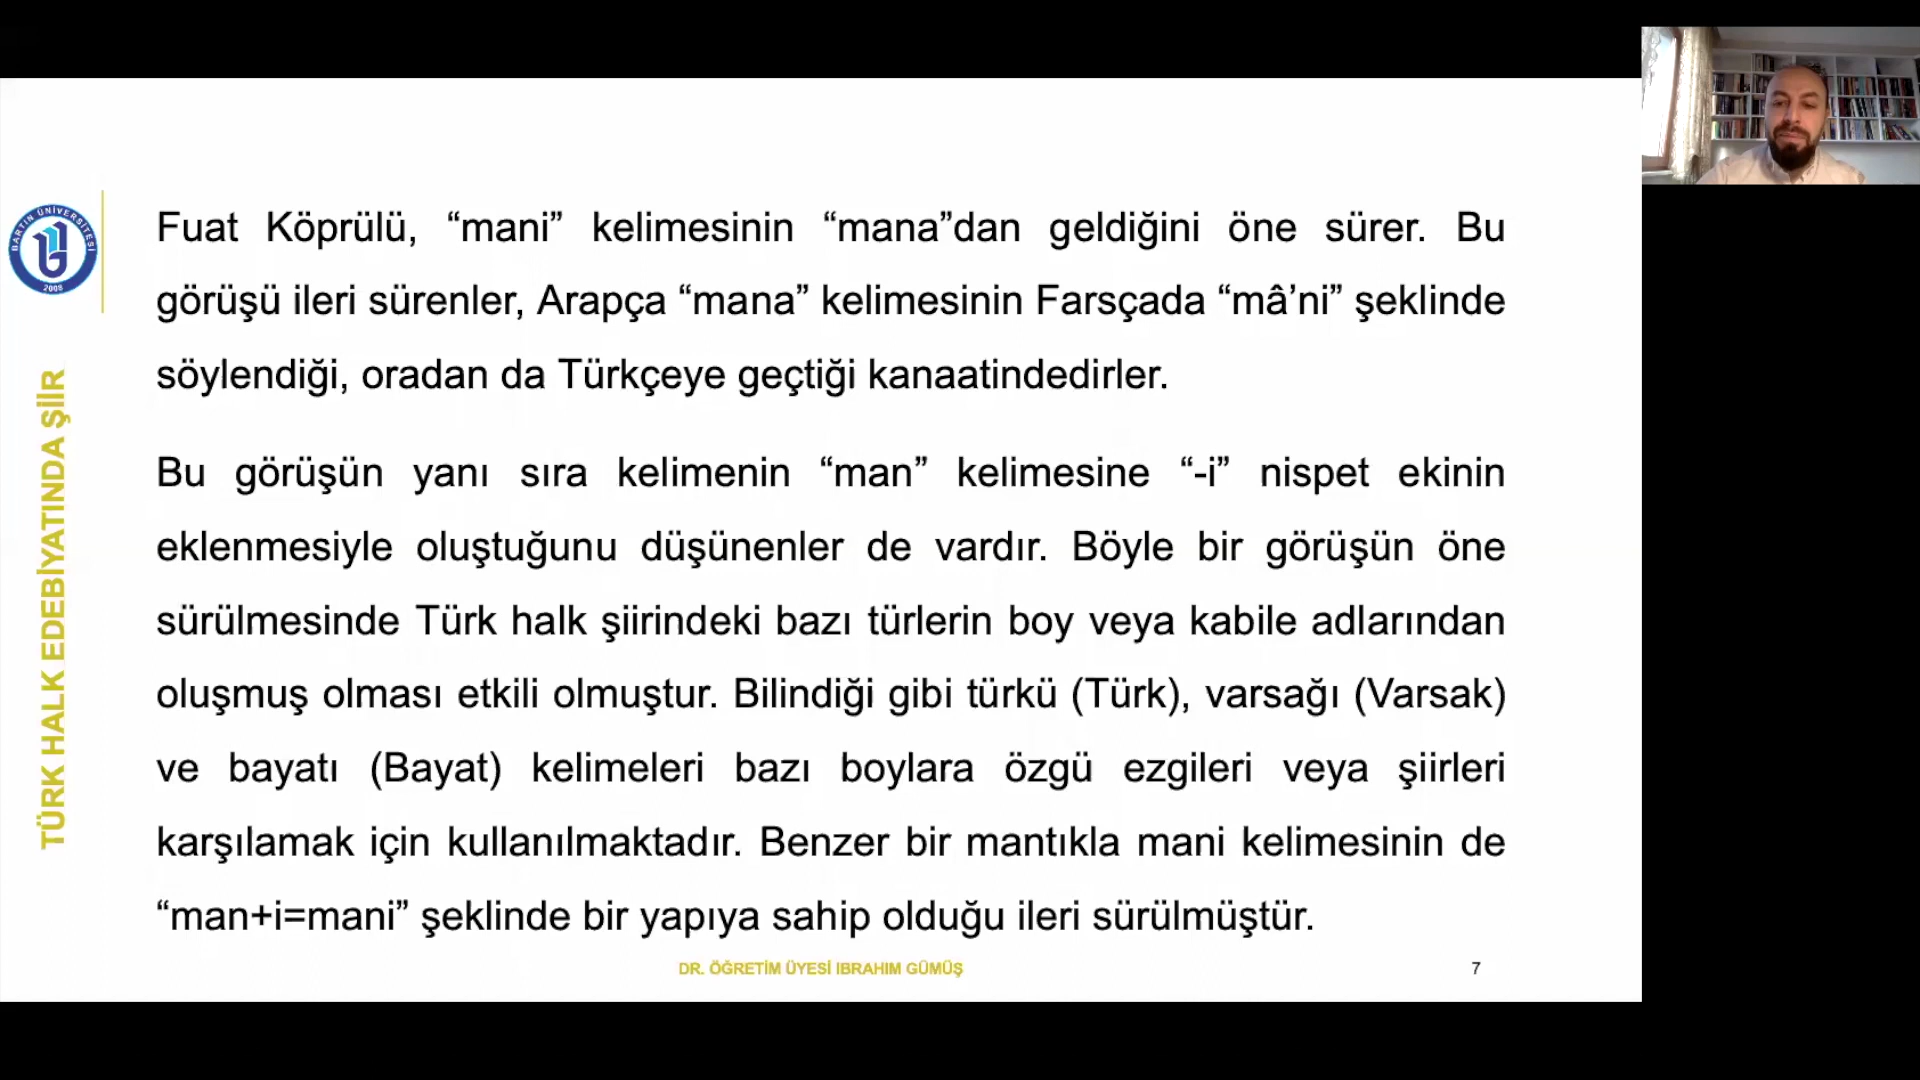 Fuat Köprülü, “mani” kelimesinin “mana”dan geldiğini öne sürer. Bu
görüşü ileri sürenler, Arapça “mana” kelimesinin Farsçada “mâ’ni” şeklinde
söylendiği, oradan da Türkçeye geçtiği kanaatindedirler.
Bu görüşün yanı sıra kelimenin “man” kelimesine “-i” nispet ekinin
eklenmesiyle oluştuğunu düşünenler de vardır. Böyle bir görüşün öne
sürülmesinde Türk halk şiirindeki bazı türlerin boy veya kabile adlarından
oluşmuş olması etkili olmuştur. Bilindiği gibi türkü (Türk), varsağı (Varsak)
ve bayatı (Bayat) kelimeleri bazı boylara özgü ezgileri veya şiirleri
karşılamak için kullanılmaktadır. Benzer bir mantıkla mani kelimesinin de
“man+i=mani” şeklinde bir yapıya sahip olduğu ileri sürülmüştür.
BARTIN ÜNİVERSİTESİ
2008
TÜRK HALK EDEBİYATINDA ŞİİR
DR. ÖĞRETİM ÜYESİ IBRAHIM GÜMÜŞ
7